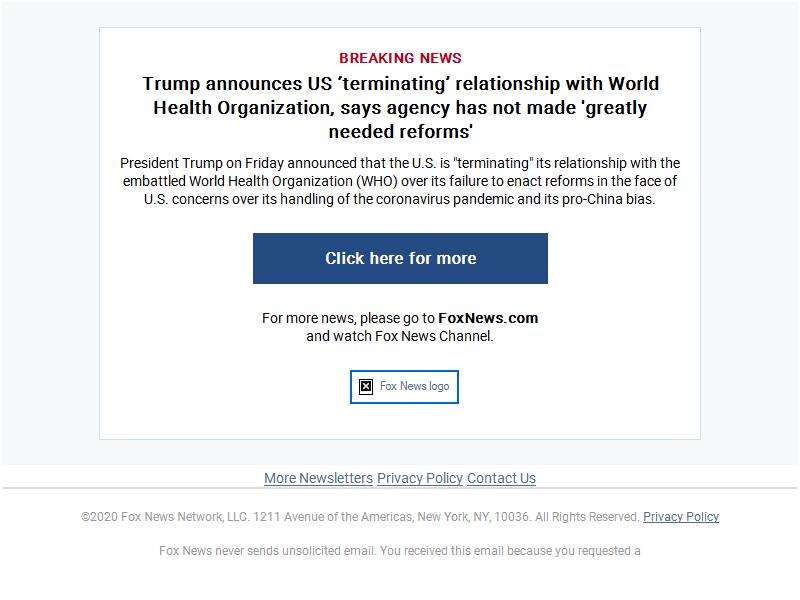 BREAKING NEWS
Trump announces US ‘terminating’ relationship with World
Health Organization, says agency has not made 'greatly
needed reforms'
President Trump on Friday announced that the U.S. is "terminating" its relationship with the
embattled World Health Organization (WHO) over its failure to enact reforms in the face of
U.S. concerns over its handling of the coronavirus pandemic and its pro-China bias.
Click here for more
For more news, please go to FoxNews.com
and watch Fox News Channel.
Fox News logo
More Newsletters Privacy Policy Contact Us
©2020 Fox News Network, LLC. 1211 Avenue of the Americas, New York, NY, 10036. All Rights Reserved. Privacy Policy
Fox News never sends unsolicited email. You received this email because you requested a